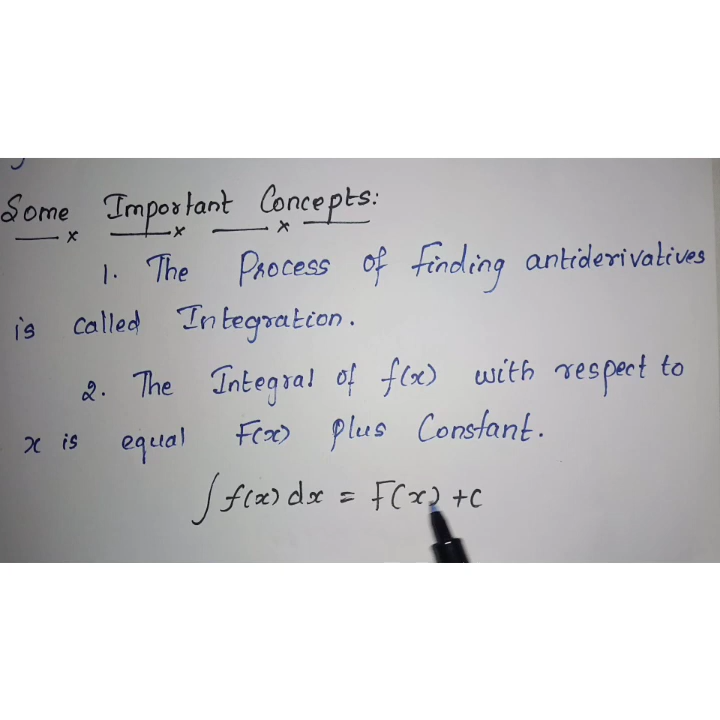 Some Important Concepts:
1. The Process of finding antiderivatives
is called Integration.
2. The Integral of f(x) with respect to
x is equal F(x) plus Constant.
∫ f(x) dx = F(x) + c